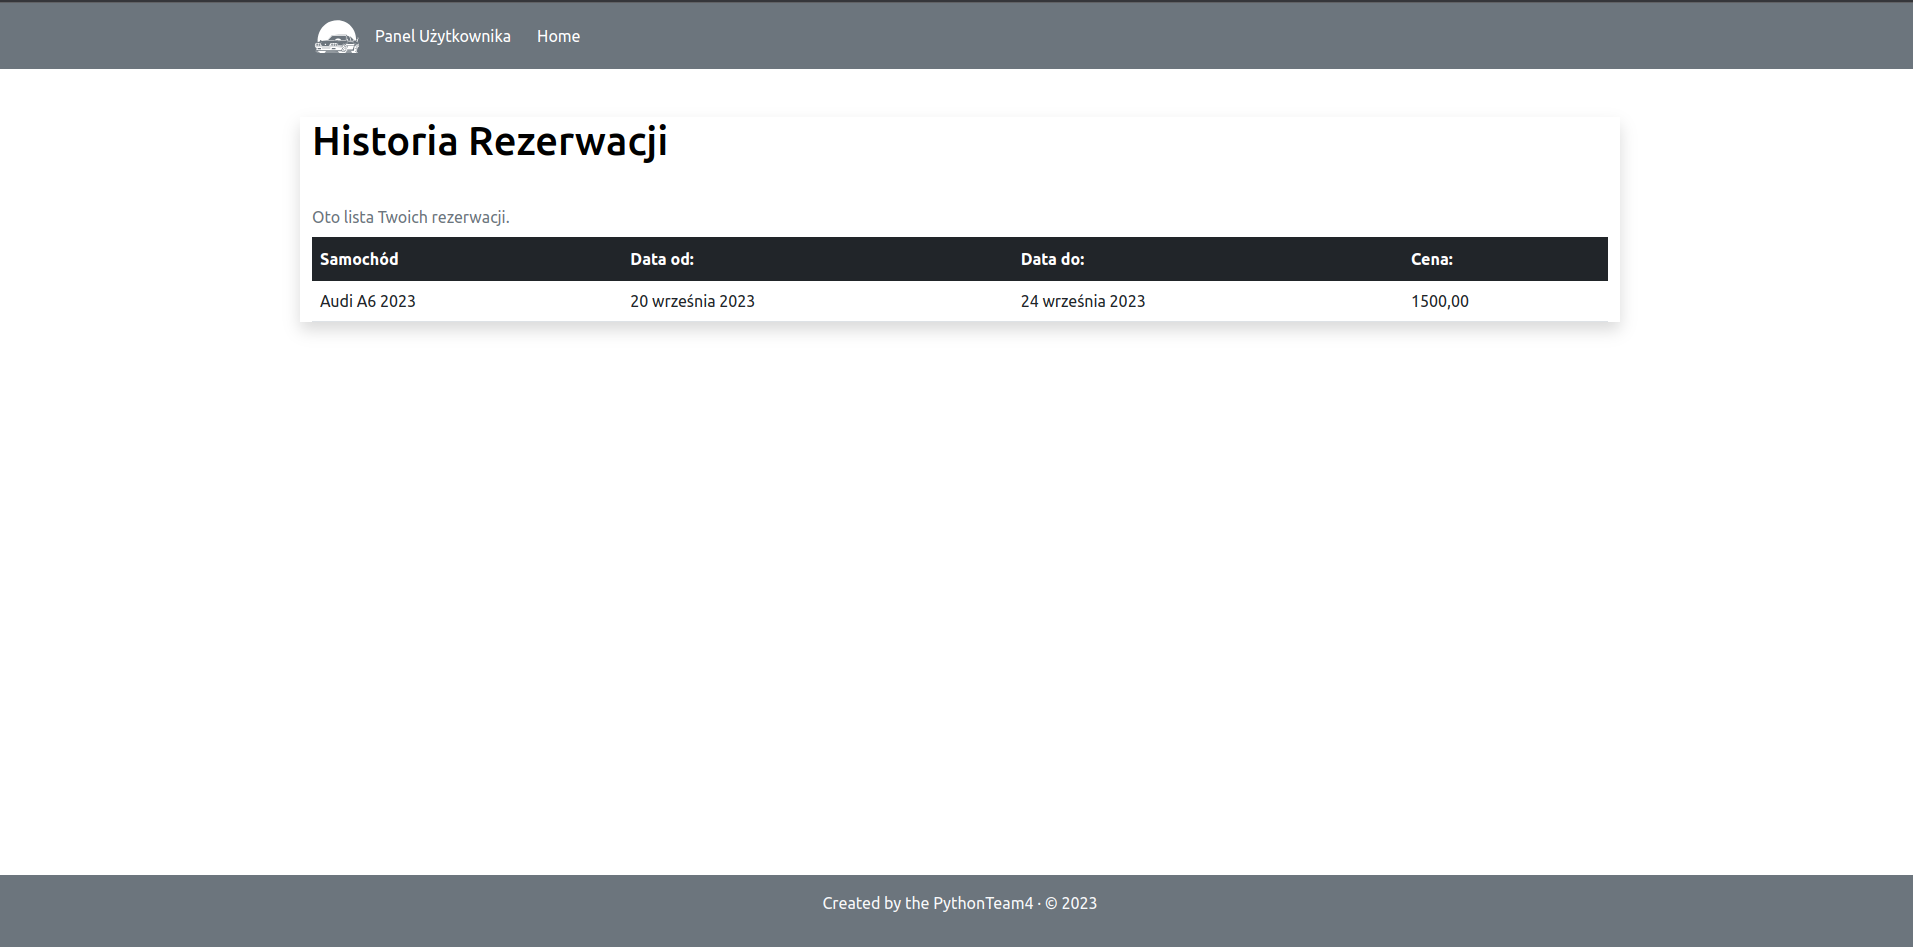 Panel Użytkownika Home
Historia Rezerwacji
Oto lista Twoich rezerwacji.
Samochód Data od: Data do: Cena:
Audi A6 2023 20 września 2023 24 września 2023 1500,00
Created by the PythonTeam4 · © 2023